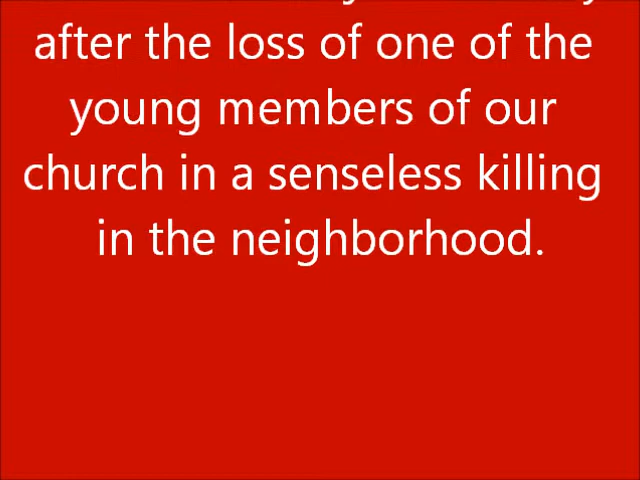 after the loss of one of the
young members of our
church in a senseless killing
in the neighborhood.